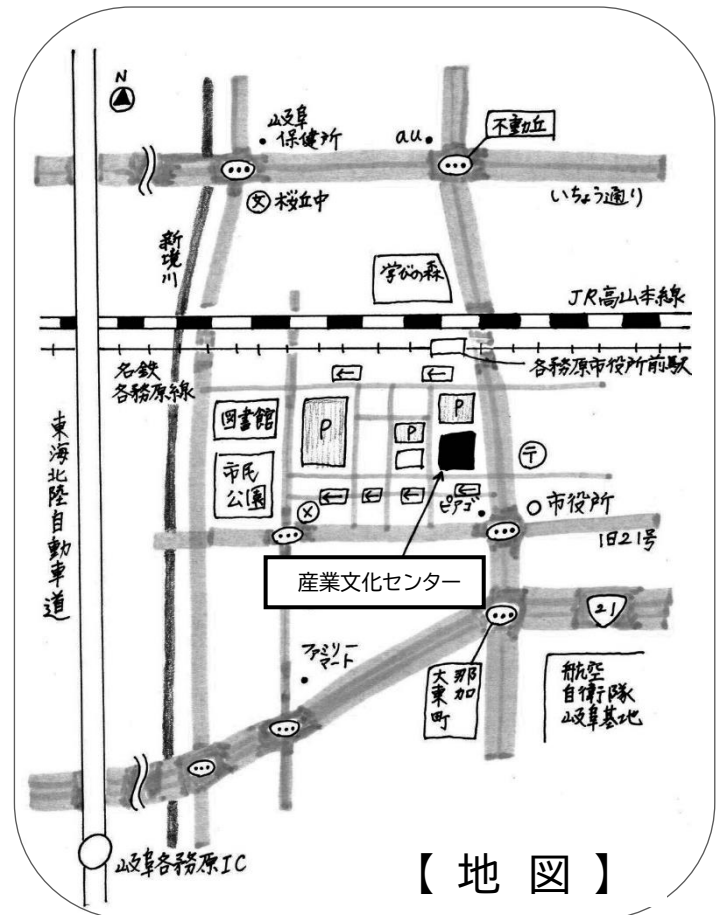 N
岐阜
保健所
au
不動丘
文 桜丘中
いちょう通り
新境川
学びの森
JR高山本線
名鉄
各務原線
各務原市役所前駅
←
←
図書館
P
P
P
市民
公園
〒
←
←
←
←
ピアゴ
市役所
X
旧21号
東海北陸自動車道
産業文化センター
21
ファミリー
マート
那加
大東町
航空
自衛隊
岐阜基地
岐阜各務原IC
【 地 図 】